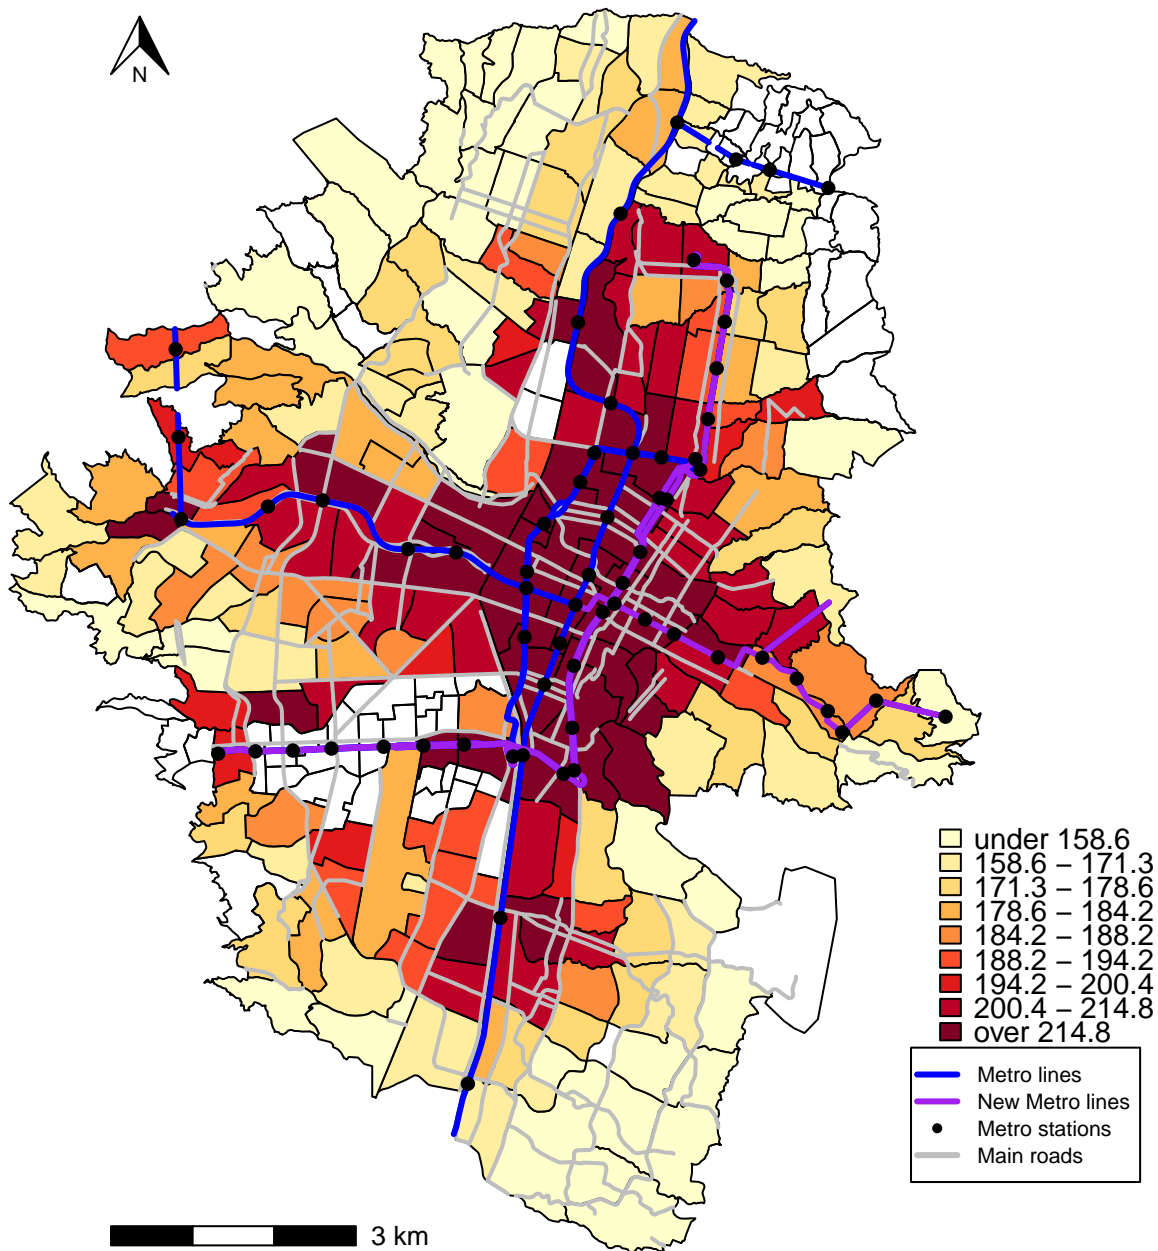 N
under 158.6
158.6 – 171.3
171.3 – 178.6
178.6 – 184.2
184.2 – 188.2
188.2 – 194.2
194.2 – 200.4
200.4 – 214.8
over 214.8
Metro lines
New Metro lines
Metro stations
Main roads
3 km